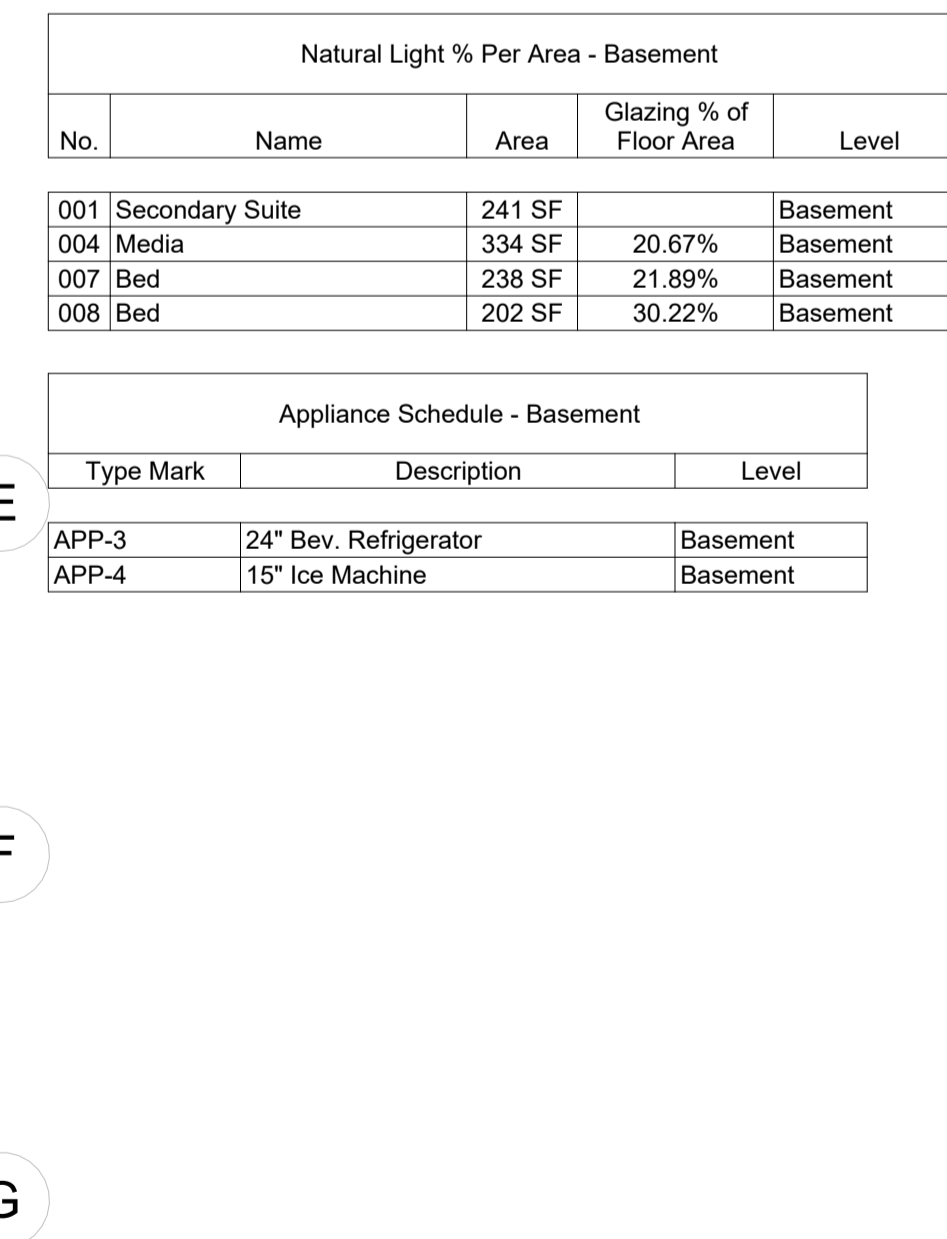 Natural Light % Per Area - Basement
No. Name Area Glazing % of Floor Area Level
001 Secondary Suite 241 SF Basement
004 Media 334 SF 20.67% Basement
007 Bed 238 SF 21.89% Basement
008 Bed 202 SF 30.22% Basement
Appliance Schedule - Basement
Type Mark Description Level
APP-3 24" Bev. Refrigerator Basement
APP-4 15" Ice Machine Basement
G